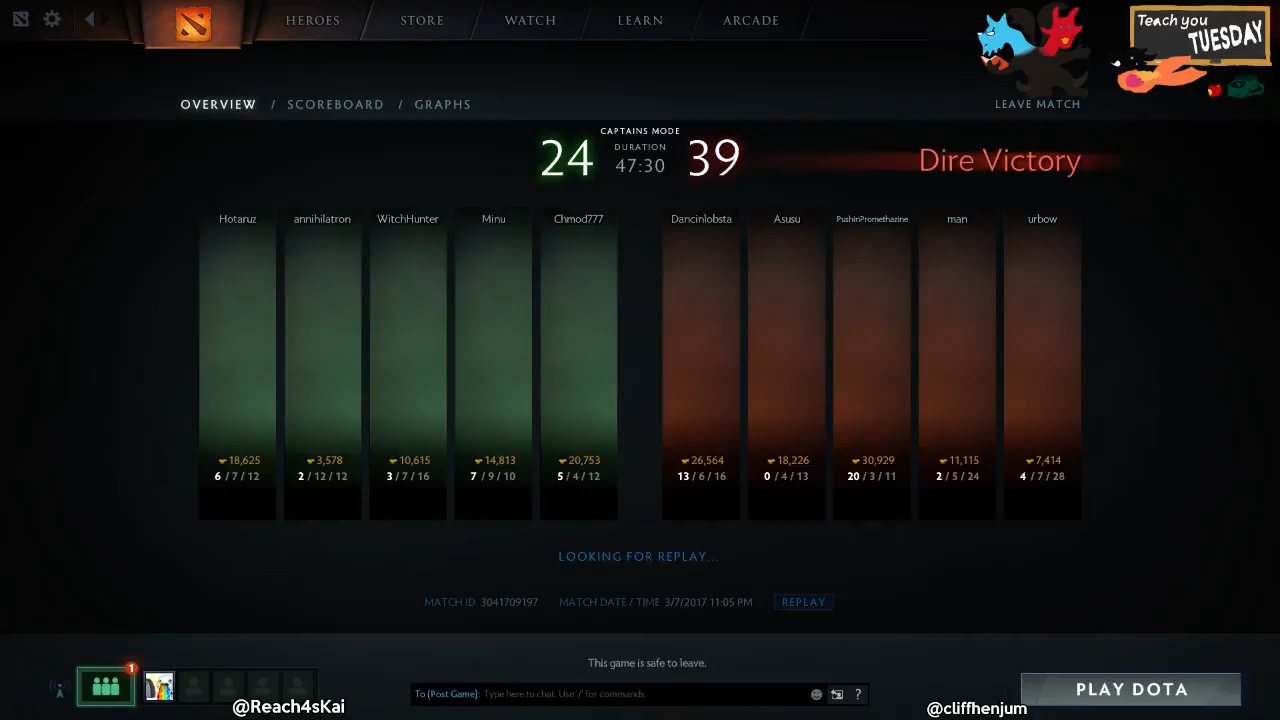 HEROES STORE WATCH LEARN ARCADE
Teach you
TUESDAY
OVERVIEW / SCOREBOARD / GRAPHS
LEAVE MATCH
CAPTAINS MODE
24 DURATION 39
47:30
Dire Victory
Hotaruz annihilatron WitchHunter Minu Chmod777 Dancinlobsta Asusu PushinPromethazine man urbow
18,625 3,578 10,615 14,813 20,753 26,564 18,226 30,929 11,115 7,414
6 / 7 / 12 2 / 12 / 12 3 / 7 / 16 7 / 9 / 10 5 / 4 / 12 13 / 6 / 16 0 / 4 / 13 20 / 3 / 11 2 / 5 / 24 4 / 7 / 28
LOOKING FOR REPLAY...
MATCH ID 3041709197 MATCH DATE / TIME 3/7/2017 11:05 PM REPLAY
This game is safe to leave.
1
To (Post Game): Type here to chat. Use '/' for commands. ?
PLAY DOTA
@Reach4sKai
@cliffhenjum